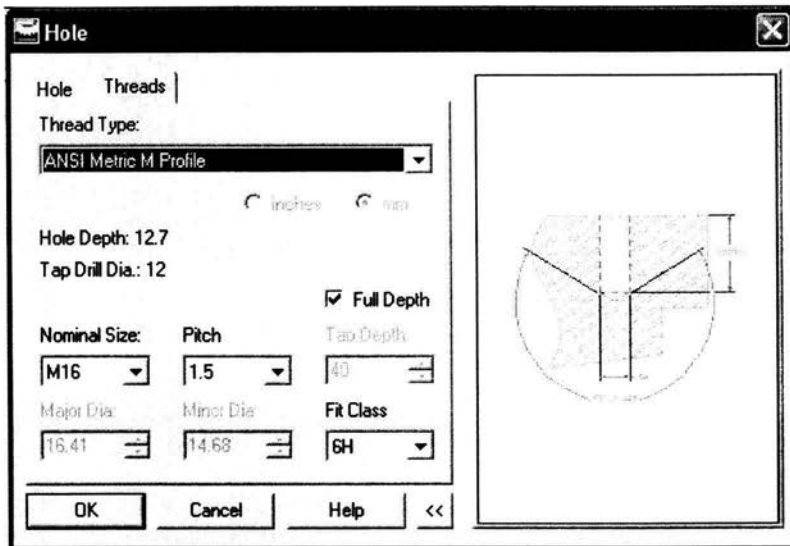 Hole
Hole Threads
Thread Type:
ANSI Metric M Profile
inches mm
Hole Depth: 12.7
Tap Drill Dia.: 12
Full Depth
Nominal Size: Pitch Tap Depth:
M16 1.5 40
Major Dia: Minor Dia: Fit Class
16.41 14.68 6H
OK Cancel Help <<